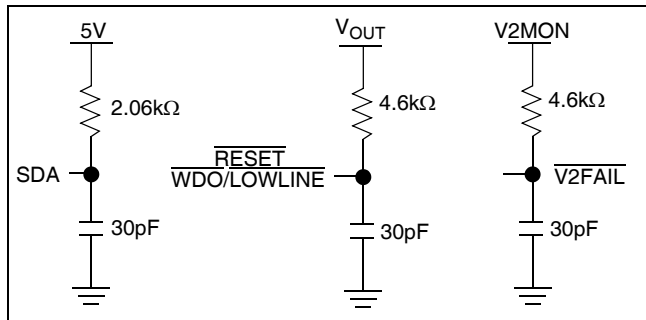 5V
2.06kΩ
SDA
30pF
VOUT
4.6kΩ
RESET
WDO/LOWLINE
30pF
V2MON
4.6kΩ
V2FAIL
30pF